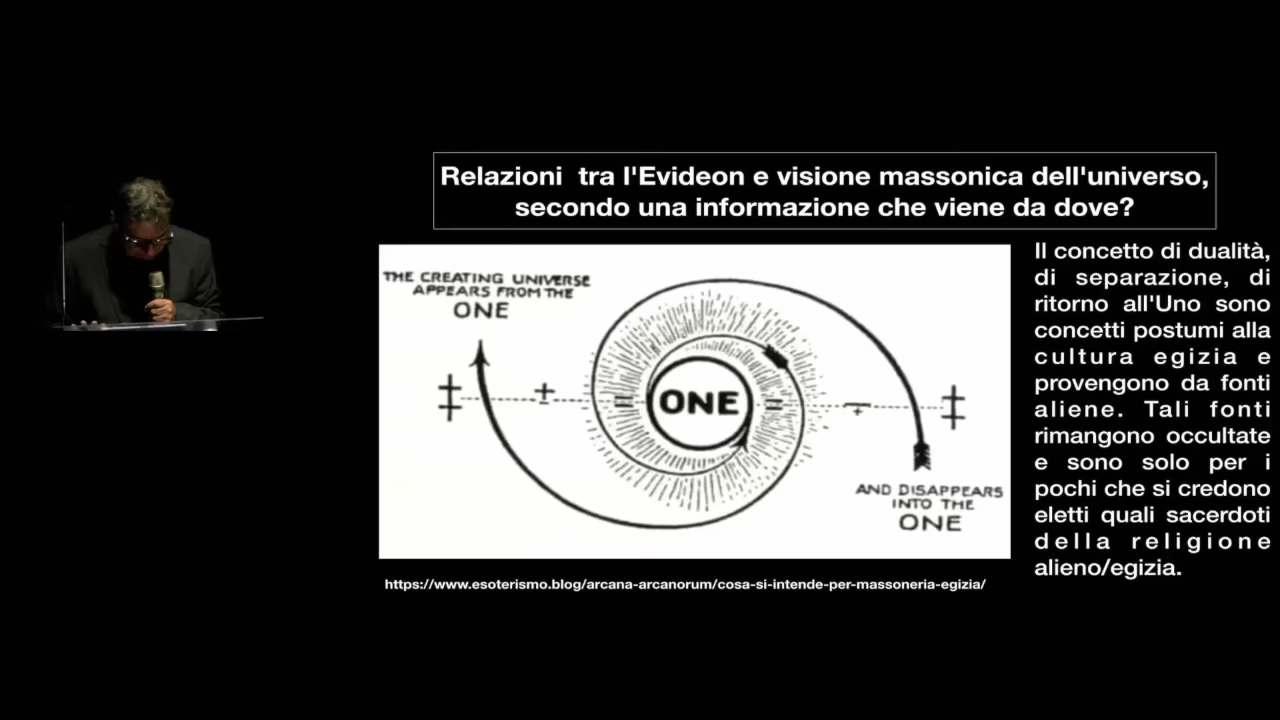 Relazioni tra l'Evideon e visione massonica dell'universo,
secondo una informazione che viene da dove?
THE CREATING UNIVERSE
APPEARS FROM THE
ONE
ONE
AND DISAPPEARS
INTO THE
ONE
https://www.esoterismo.blog/arcana-arcanorum/cosa-si-intende-per-massoneria-egizia/
Il concetto di dualità,
di separazione, di
ritorno all'Uno sono
concetti postumi alla
cultura egizia e
provengono da fonti
aliene. Tali fonti
rimangono occultate
e sono solo per i
pochi che si credono
eletti quali sacerdoti
della religione
alieno/egizia.